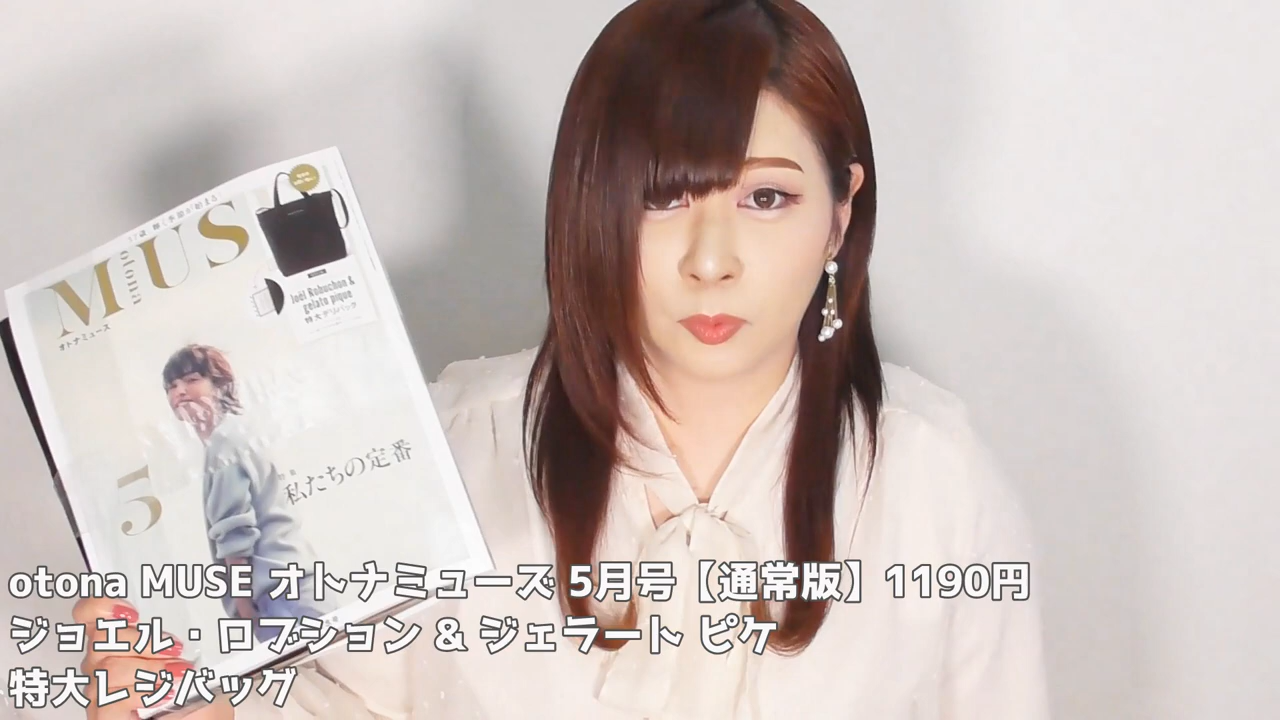 MUSE
otona
オトナミューズ
Joël Robuchon &
gelato pique
特大デリバッグ
5
私たちの定番
otona MUSE オトナミューズ 5月号【通常版】1190円
ジョエル・ロブション & ジェラート ピケ
特大レジバッグ